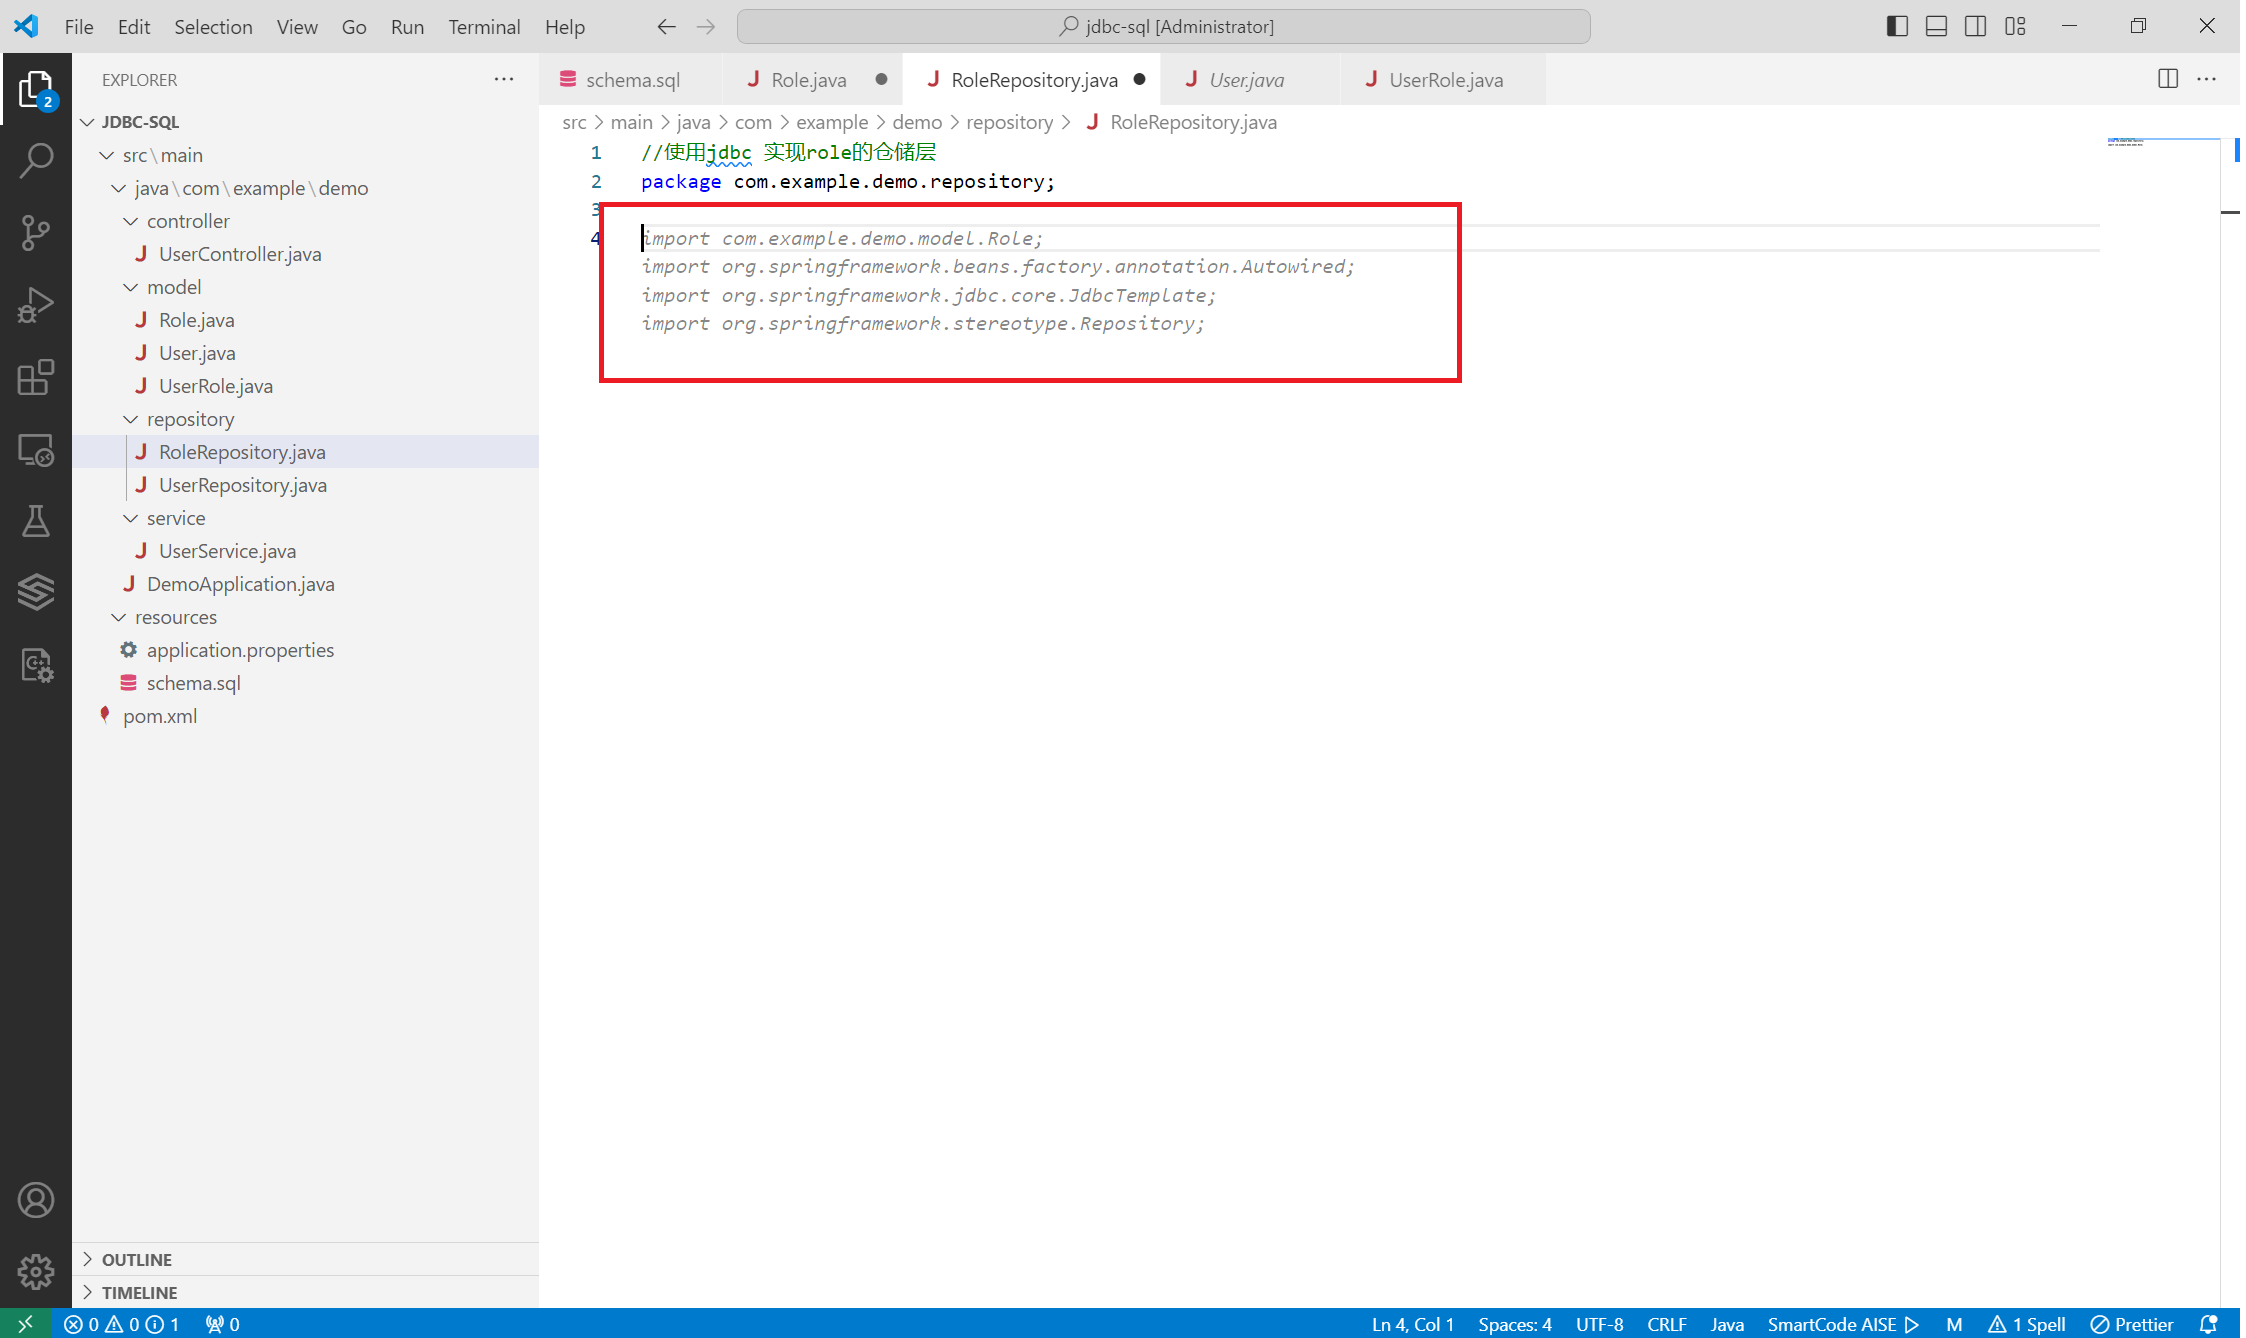 File Edit Selection View Go Run Terminal Help
jdbc-sql [Administrator]
EXPLORER
2
JDBC-SQL
src\main
java\com\example\demo
controller
UserController.java
model
Role.java
User.java
UserRole.java
repository
RoleRepository.java
UserRepository.java
service
UserService.java
DemoApplication.java
resources
application.properties
schema.sql
pom.xml
OUTLINE
TIMELINE
schema.sql Role.java RoleRepository.java User.java UserRole.java
src > main > java > com > example > demo > repository > RoleRepository.java
1 //使用jdbc 实现role的仓储层
2 package com.example.demo.repository;
3
4 import com.example.demo.model.Role;
import org.springframework.beans.factory.annotation.Autowired;
import org.springframework.jdbc.core.JdbcTemplate;
import org.springframework.stereotype.Repository;
0 0 1 0 Ln 4, Col 1 Spaces: 4 UTF-8 CRLF Java SmartCode AISE M 1 Spell Prettier